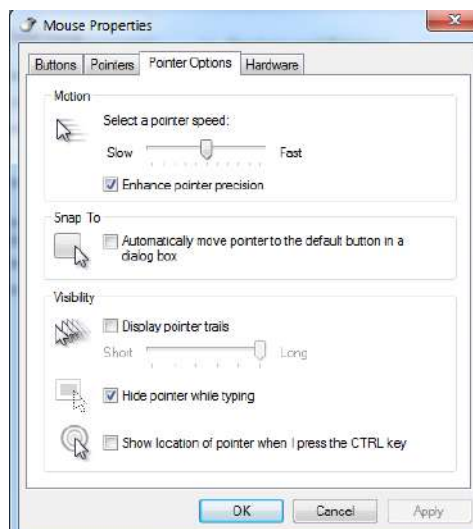 Mouse Properties
Buttons Pointers Pointer Options Hardware
Motion
Select a pointer speed:
Slow Fast
Enhance pointer precision
Snap To
Automatically move pointer to the default button in a
dialog box
Visibility
Display pointer trails
Short Long
Hide pointer while typing
Show location of pointer when I press the CTRL key
OK Cancel Apply